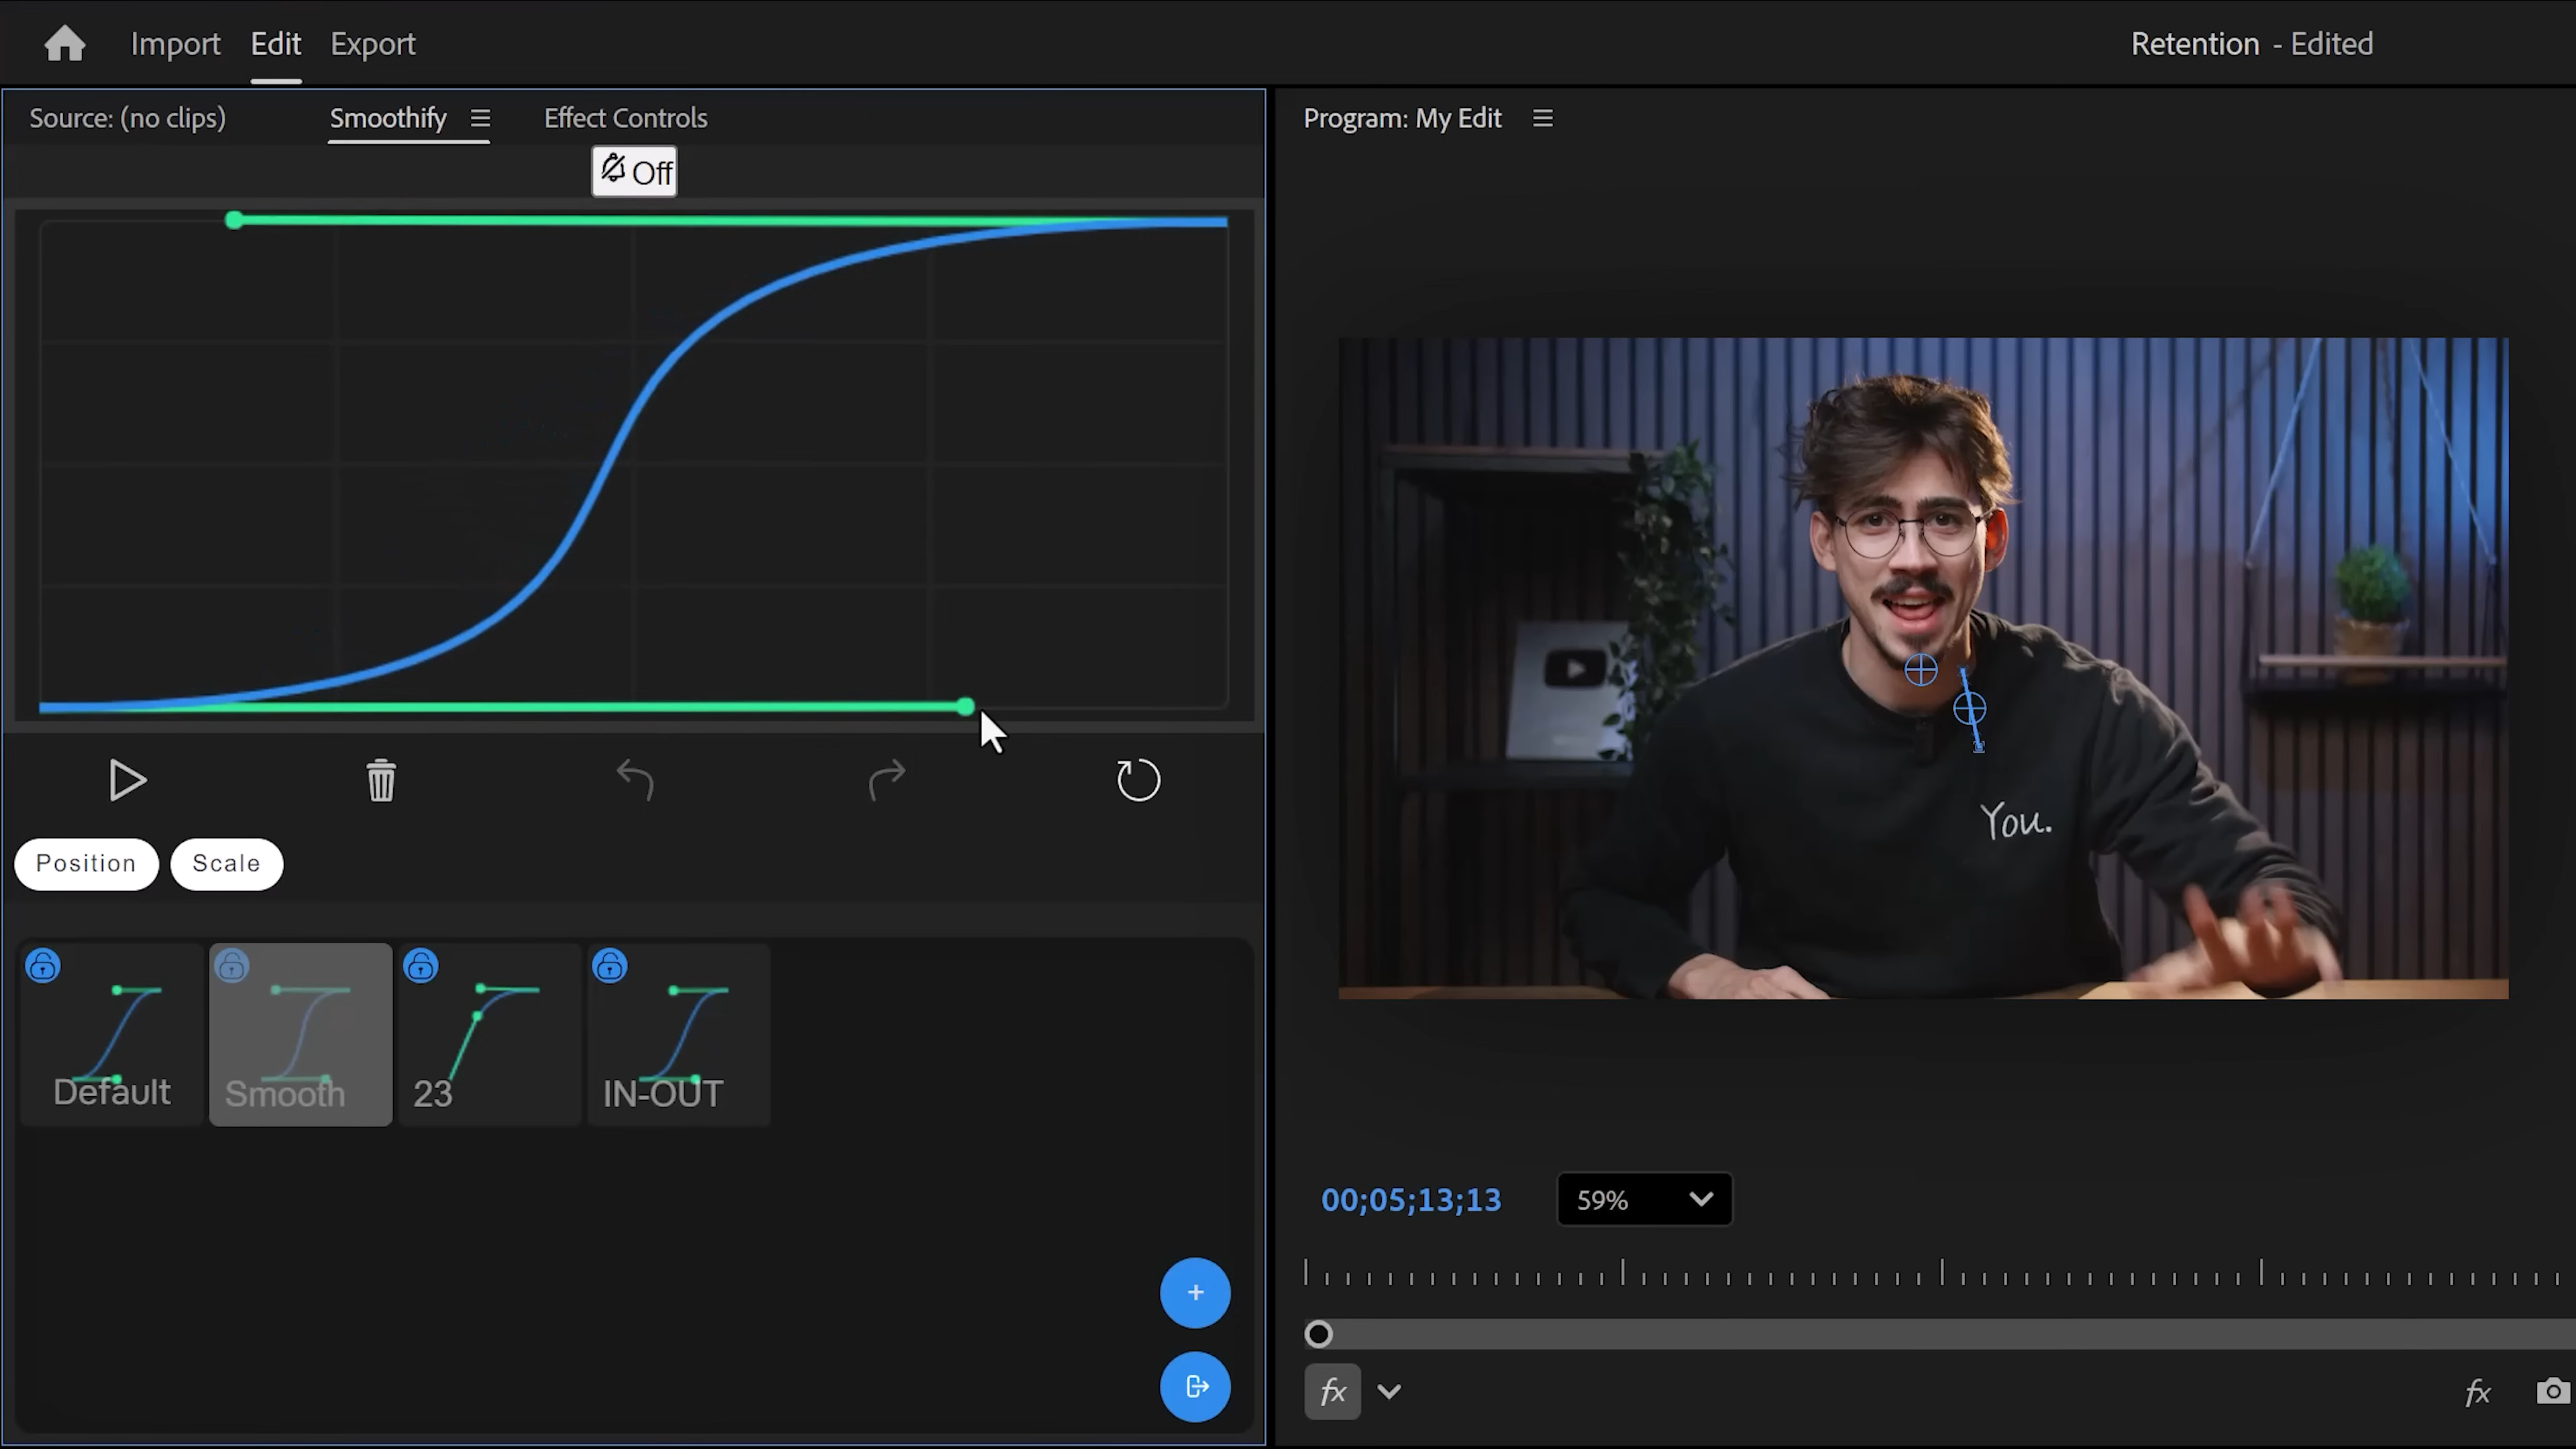 Import Edit Export
Retention - Edited
Source: (no clips) Smoothify Effect Controls
Program: My Edit
Off
Position Scale
You.
Default Smooth 23 IN-OUT
00;05;13;13 59%
fx fx